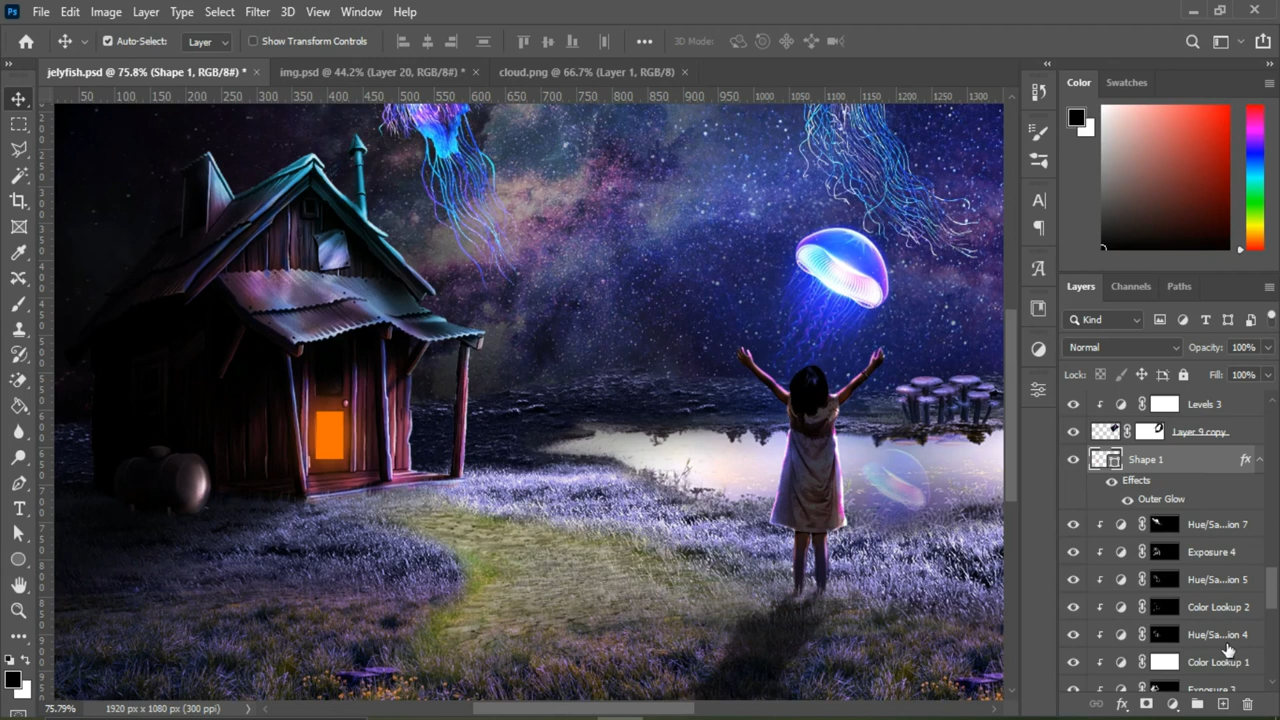 Ps File Edit Image Layer Type Select Filter 3D View Window Help
Auto-Select: Layer Show Transform Controls 3D Mode:
jelyfish.psd @ 75.8% (Shape 1, RGB/8#) * × img.psd @ 44.2% (Layer 20, RGB/8#) * × cloud.png @ 66.7% (Layer 1, RGB/8) ×
50 100 150 200 250 300 350 400 450 500 550 600 650 700 750 800 850 900 950 1000 1050 1100 1150 1200 1250 1300
Color Swatches
Layers Channels Paths
Kind
Normal Opacity: 100%
Lock: Fill: 100%
Levels 3
Layer 9 copy
Shape 1 fx
Effects
Outer Glow
Hue/Sa...ion 7
Exposure 4
Hue/Sa...ion 5
Color Lookup 2
Hue/Sa...ion 4
Color Lookup 1
Exposure 3
75.79% 1920 px x 1080 px (300 ppi)